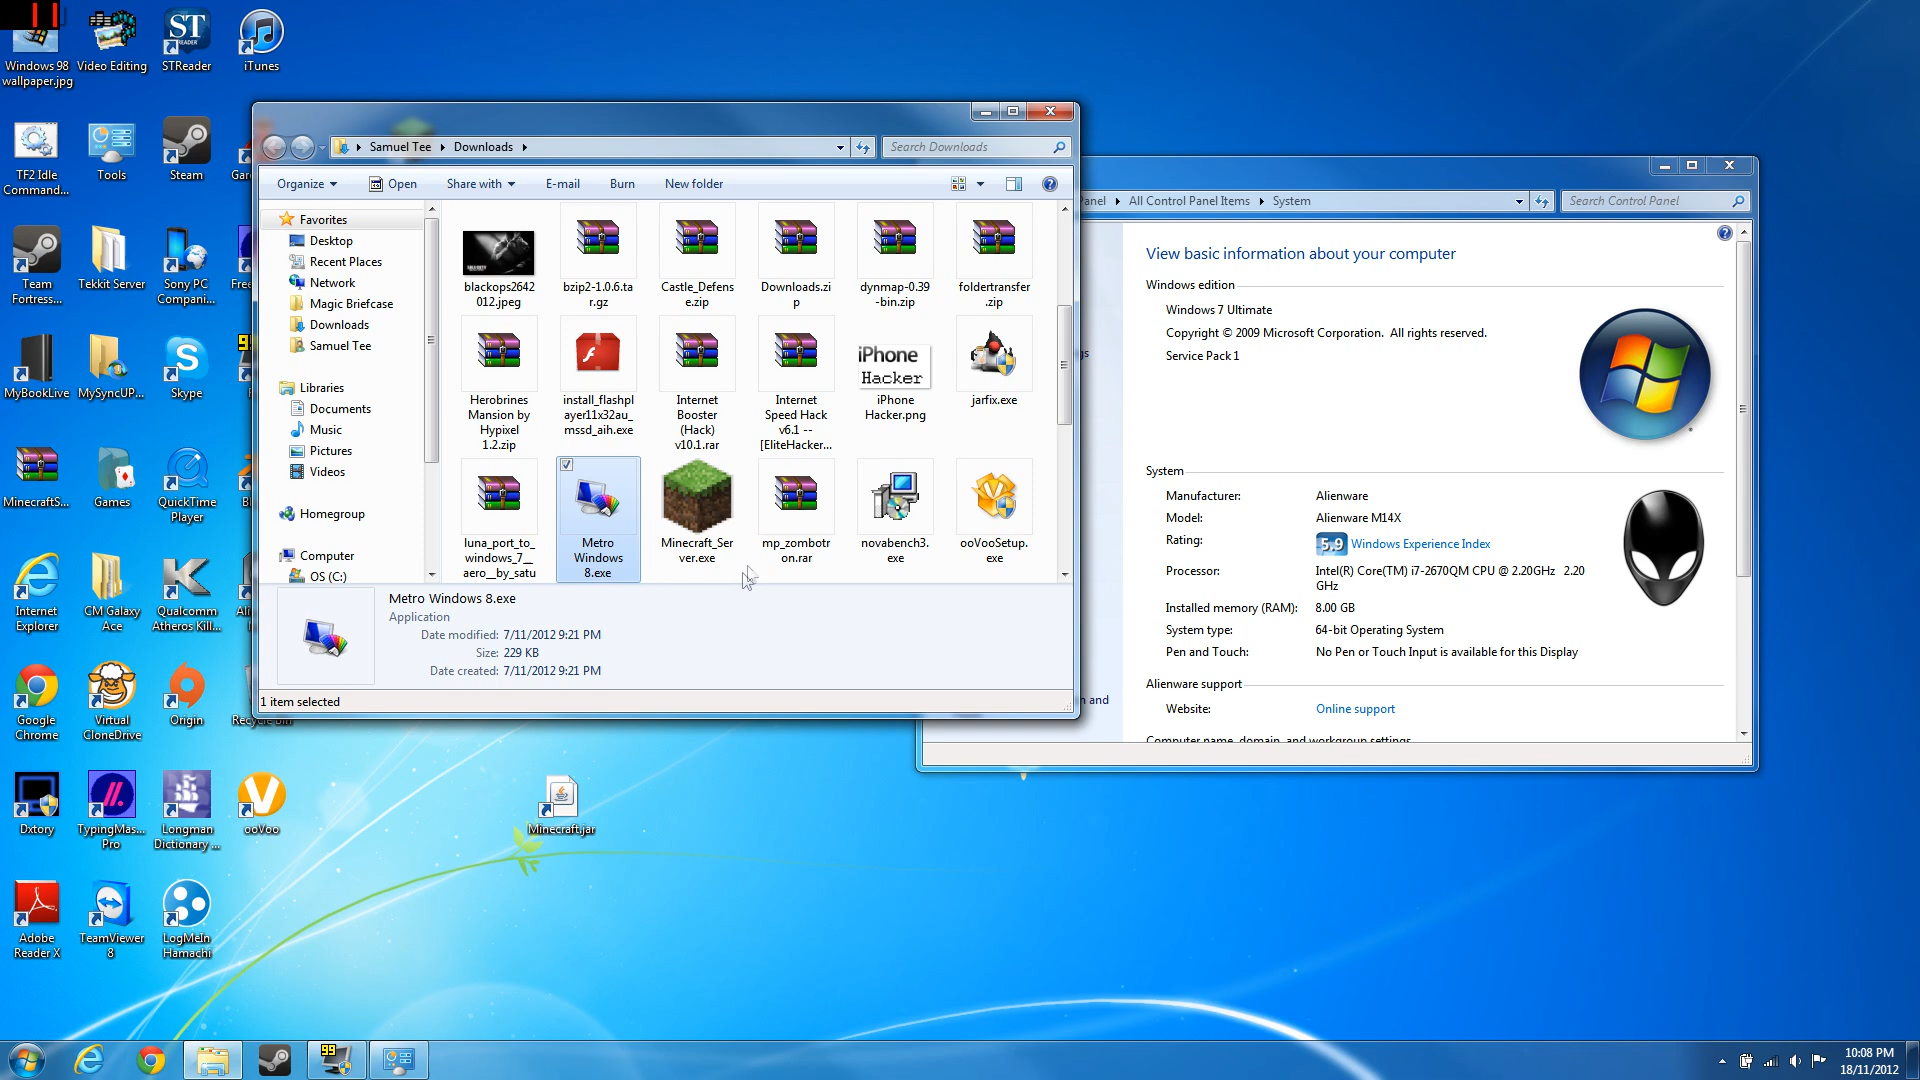 Windows 98
wallpaper.jpg
Video Editing
ST
READER
STReader
iTunes
TF2 Idle
Command...
Tools
Steam
Team
Fortress...
Tekkit Server
Sony PC
Compani...
MyBookLive
MySyncUP...
Skype
MinecraftS...
Games
QuickTime
Player
Internet
Explorer
CM Galaxy
Ace
Qualcomm
Atheros Kill...
Google
Chrome
Virtual
CloneDrive
Origin
Recycle Bin
Dxtory
TypingMas...
Pro
Longman
Dictionary ...
ooVoo
Adobe
Reader X
TeamViewer
8
LogMeIn
Hamachi
Minecraft.jar
Samuel Tee
Downloads
Search Downloads
Organize
Open
Share with
E-mail
Burn
New folder
Favorites
Desktop
Recent Places
Network
Magic Briefcase
Downloads
Samuel Tee
Libraries
Documents
Music
Pictures
Videos
Homegroup
Computer
OS (C:)
blackops2642
012.jpeg
bzip2-1.0.6.ta
r.gz
Castle_Defens
e.zip
Downloads.zi
p
dynmap-0.39
-bin.zip
foldertransfer
.zip
Herobrines
Mansion by
Hypixel
1.2.zip
install_flashpl
ayer11x32au_
mssd_aih.exe
Internet
Booster
(Hack)
v10.1.rar
Internet
Speed Hack
v6.1 --
[EliteHacker...
iPhone
Hacker
iPhone
Hacker.png
jarfix.exe
luna_port_to_
windows_7__
aero__by_satu
Metro
Windows
8.exe
Minecraft_Ser
ver.exe
mp_zombotr
on.rar
novabench3.
exe
ooVooSetup.
exe
Metro Windows 8.exe
Application
Date modified: 7/11/2012 9:21 PM
Size: 229 KB
Date created: 7/11/2012 9:21 PM
1 item selected
Panel
All Control Panel Items
System
Search Control Panel
View basic information about your computer
Windows edition
Windows 7 Ultimate
Copyright © 2009 Microsoft Corporation. All rights reserved.
Service Pack 1
System
Manufacturer: Alienware
Model: Alienware M14X
Rating: 5.9 Windows Experience Index
Processor: Intel(R) Core(TM) i7-2670QM CPU @ 2.20GHz 2.20
GHz
Installed memory (RAM): 8.00 GB
System type: 64-bit Operating System
Pen and Touch: No Pen or Touch Input is available for this Display
Alienware support
Website: Online support
Computer name, domain, and workgroup settings
n and
99
10:08 PM
18/11/2012